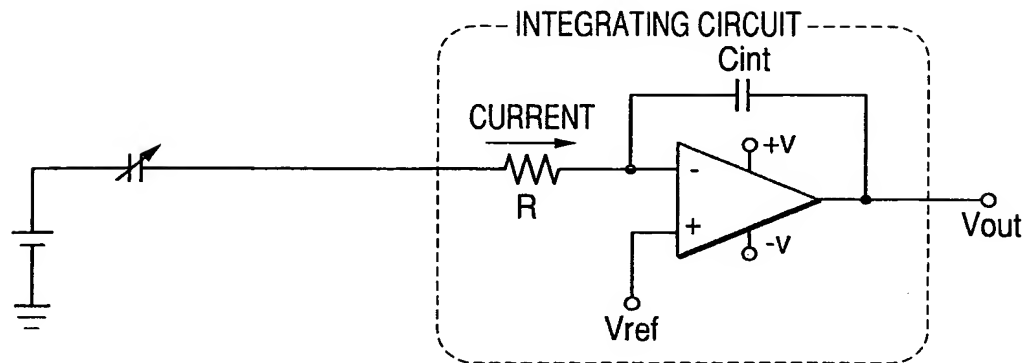 INTEGRATING CIRCUIT
Cint
CURRENT
R
-
+V
+
-V
Vref
Vout